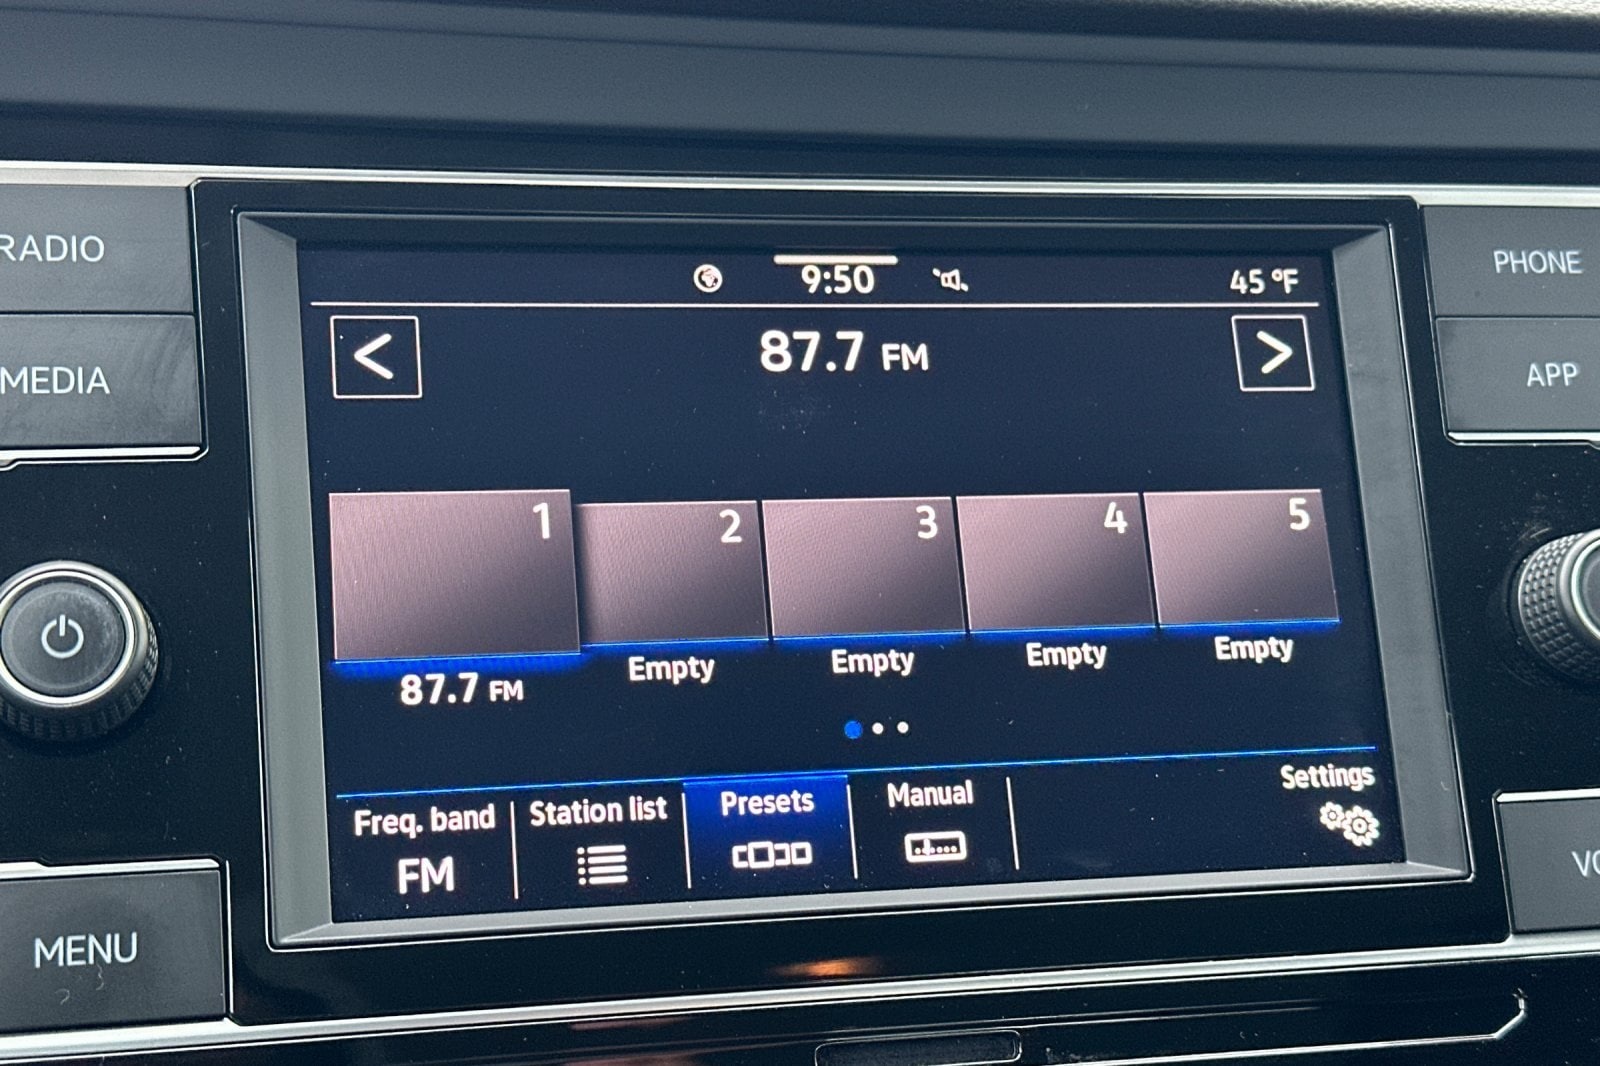 RADIO
MEDIA
MENU
9:50
45 °F
87.7 FM
1
2
3
4
5
87.7 FM
Empty
Empty
Empty
Empty
Freq. band
FM
Station list
Presets
Manual
Settings
PHONE
APP